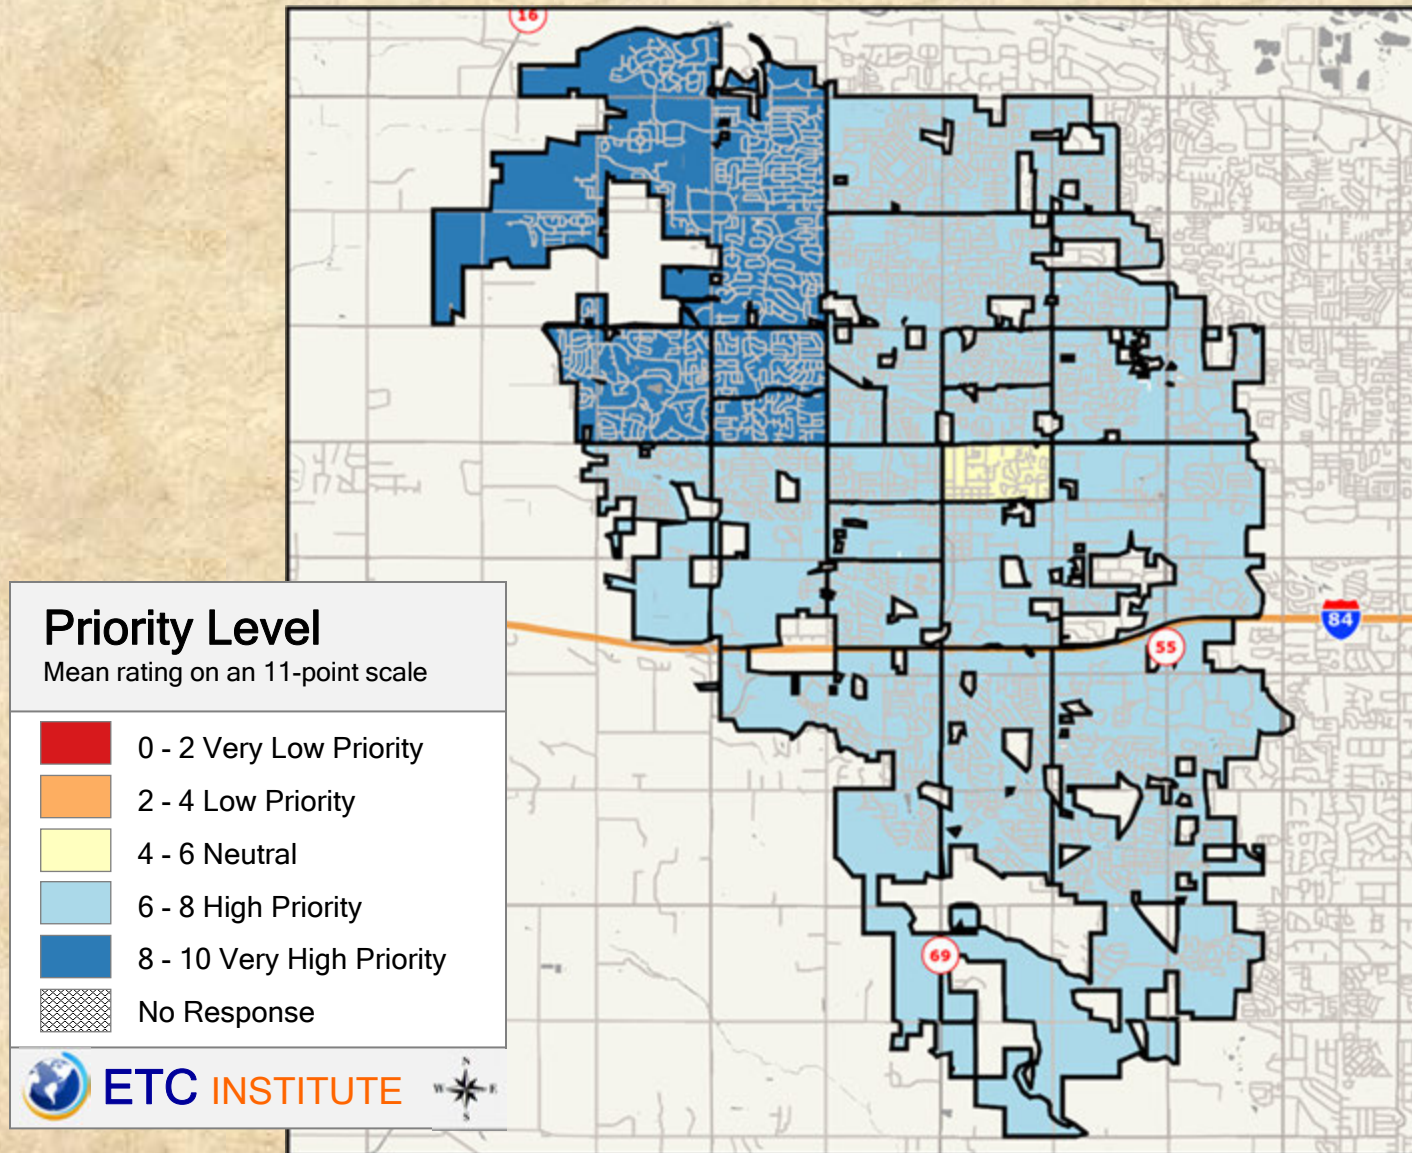 16
84
55
69
Priority Level
Mean rating on an 11-point scale
0 - 2 Very Low Priority
2 - 4 Low Priority
4 - 6 Neutral
6 - 8 High Priority
8 - 10 Very High Priority
No Response
ETC INSTITUTE
N
W E
S